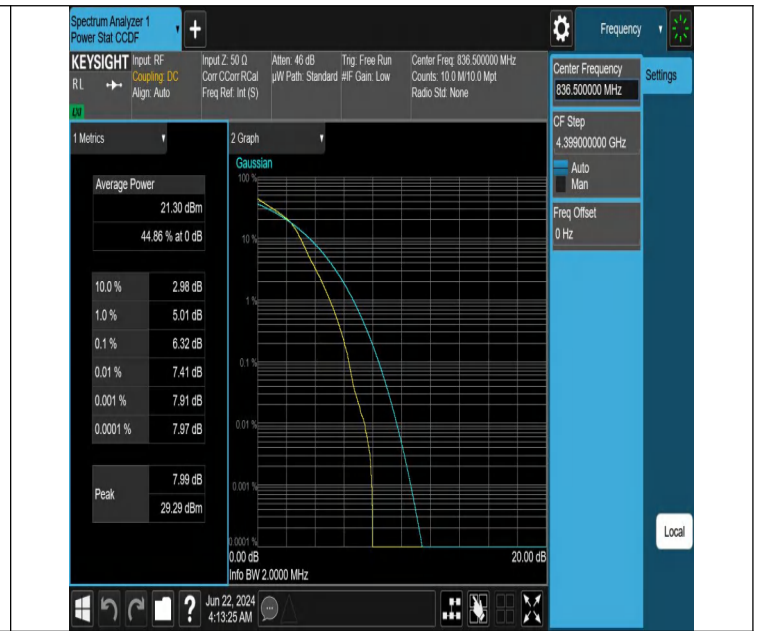 Spectrum Analyzer 1
Power Stat CCDF
+
Frequency
KEYSIGHT
RL
LXI
Input: RF
Coupling: DC
Align: Auto
Input Z: 50 Ω
Corr CCorr RCal
Freq Ref: Int (S)
Atten: 46 dB
µW Path: Standard
Trig: Free Run
#IF Gain: Low
Center Freq: 836.500000 MHz
Counts: 10.0 M/10.0 Mpt
Radio Std: None
Center Frequency
836.500000 MHz
Settings
CF Step
4.399000000 GHz
Auto
Man
Freq Offset
0 Hz
1 Metrics
Average Power
21.30 dBm
44.86 % at 0 dB
10.0 % 2.98 dB
1.0 % 5.01 dB
0.1 % 6.32 dB
0.01 % 7.41 dB
0.001 % 7.91 dB
0.0001 % 7.97 dB
Peak
7.99 dB
29.29 dBm
2 Graph
Gaussian
100 %
10 %
1 %
0.1 %
0.01 %
0.001 %
0.0001 %
0.00 dB
20.00 dB
Info BW 2.0000 MHz
Local
?
Jun 22, 2024
4:13:25 AM